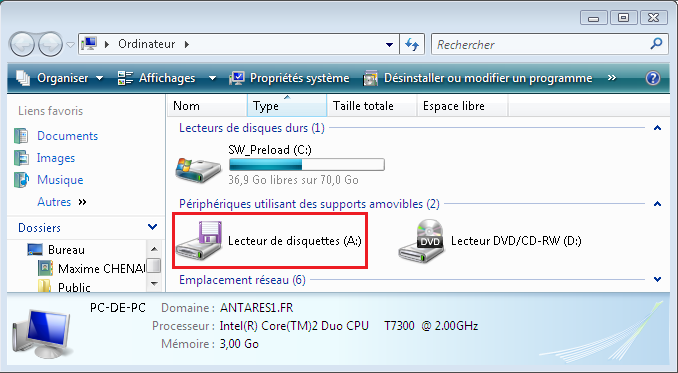 Ordinateur
Rechercher
Organiser Affichages Propriétés système Désinstaller ou modifier un programme »
Liens favoris
Documents
Images
Musique
Autres »
Dossiers
Bureau
Maxime CHENAU
Public
Nom Type Taille totale Espace libre
Lecteurs de disques durs (1)
SW_Preload (C:)
36,9 Go libres sur 70,0 Go
Périphériques utilisant des supports amovibles (2)
Lecteur de disquettes (A:)
DVD
Lecteur DVD/CD-RW (D:)
Emplacement réseau (6)
PC-DE-PC Domaine : ANTARES1.FR
Processeur : Intel(R) Core(TM)2 Duo CPU T7300 @ 2.00GHz
Mémoire : 3,00 Go